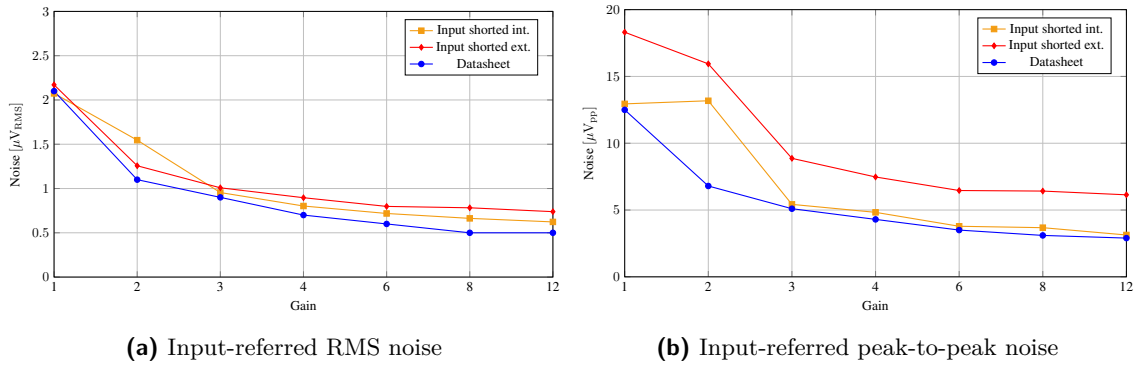 3
2.5
2
1.5
1
0.5
0
Noise [μV_RMS]
Input shorted int.
Input shorted ext.
Datasheet
1 2 3 4 6 8 12
Gain
(a) Input-referred RMS noise
20
15
10
5
0
Noise [μV_pp]
Input shorted int.
Input shorted ext.
Datasheet
1 2 3 4 6 8 12
Gain
(b) Input-referred peak-to-peak noise